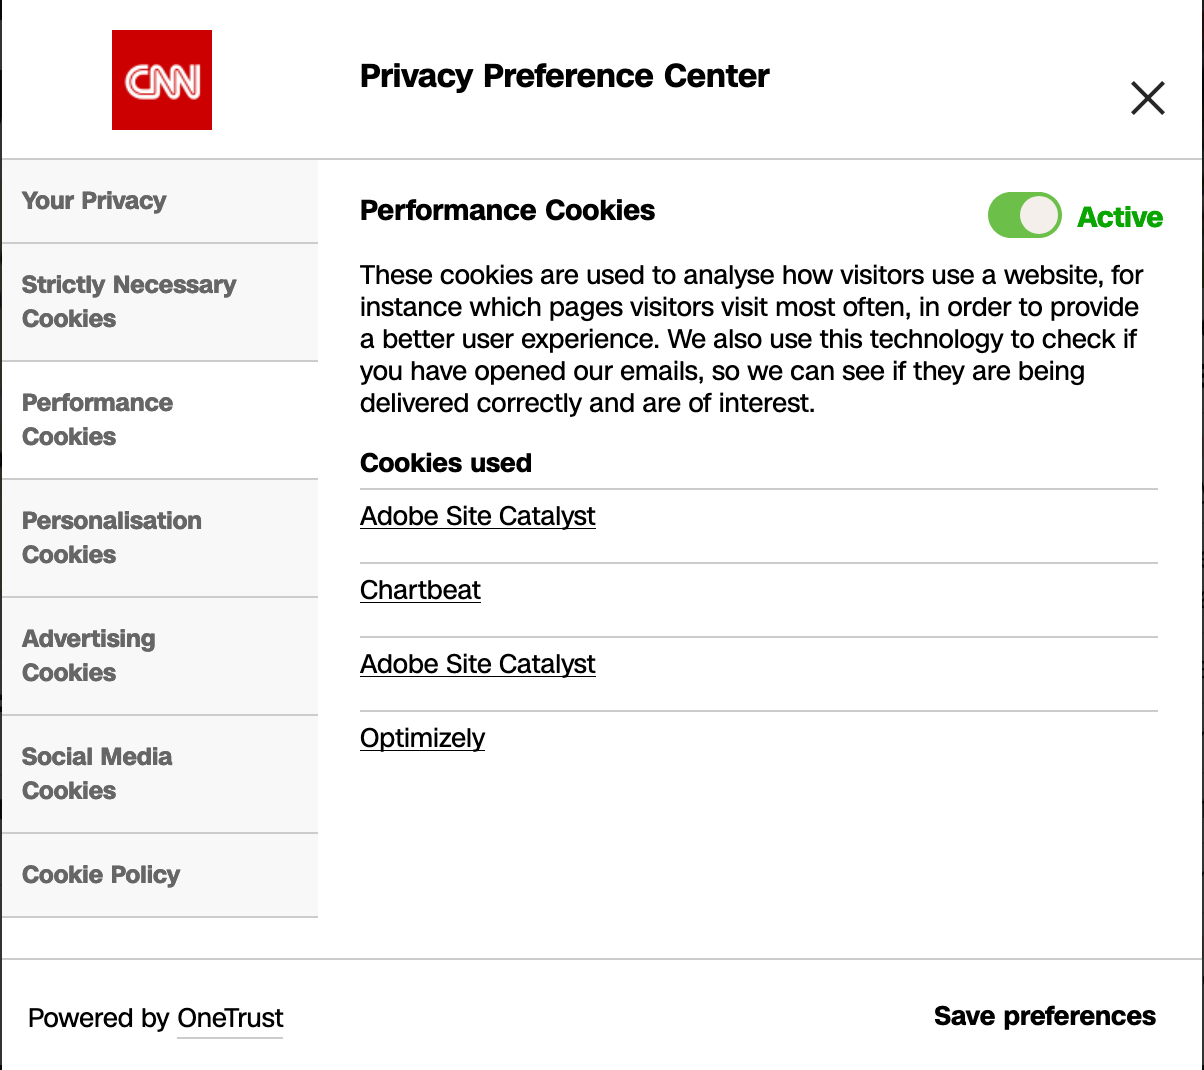 CNN
Privacy Preference Center
Your Privacy
Strictly Necessary
Cookies
Performance
Cookies
Personalisation
Cookies
Advertising
Cookies
Social Media
Cookies
Cookie Policy
Performance Cookies
Active
These cookies are used to analyse how visitors use a website, for
instance which pages visitors visit most often, in order to provide
a better user experience. We also use this technology to check if
you have opened our emails, so we can see if they are being
delivered correctly and are of interest.
Cookies used
Adobe Site Catalyst
Chartbeat
Adobe Site Catalyst
Optimizely
Powered by OneTrust
Save preferences